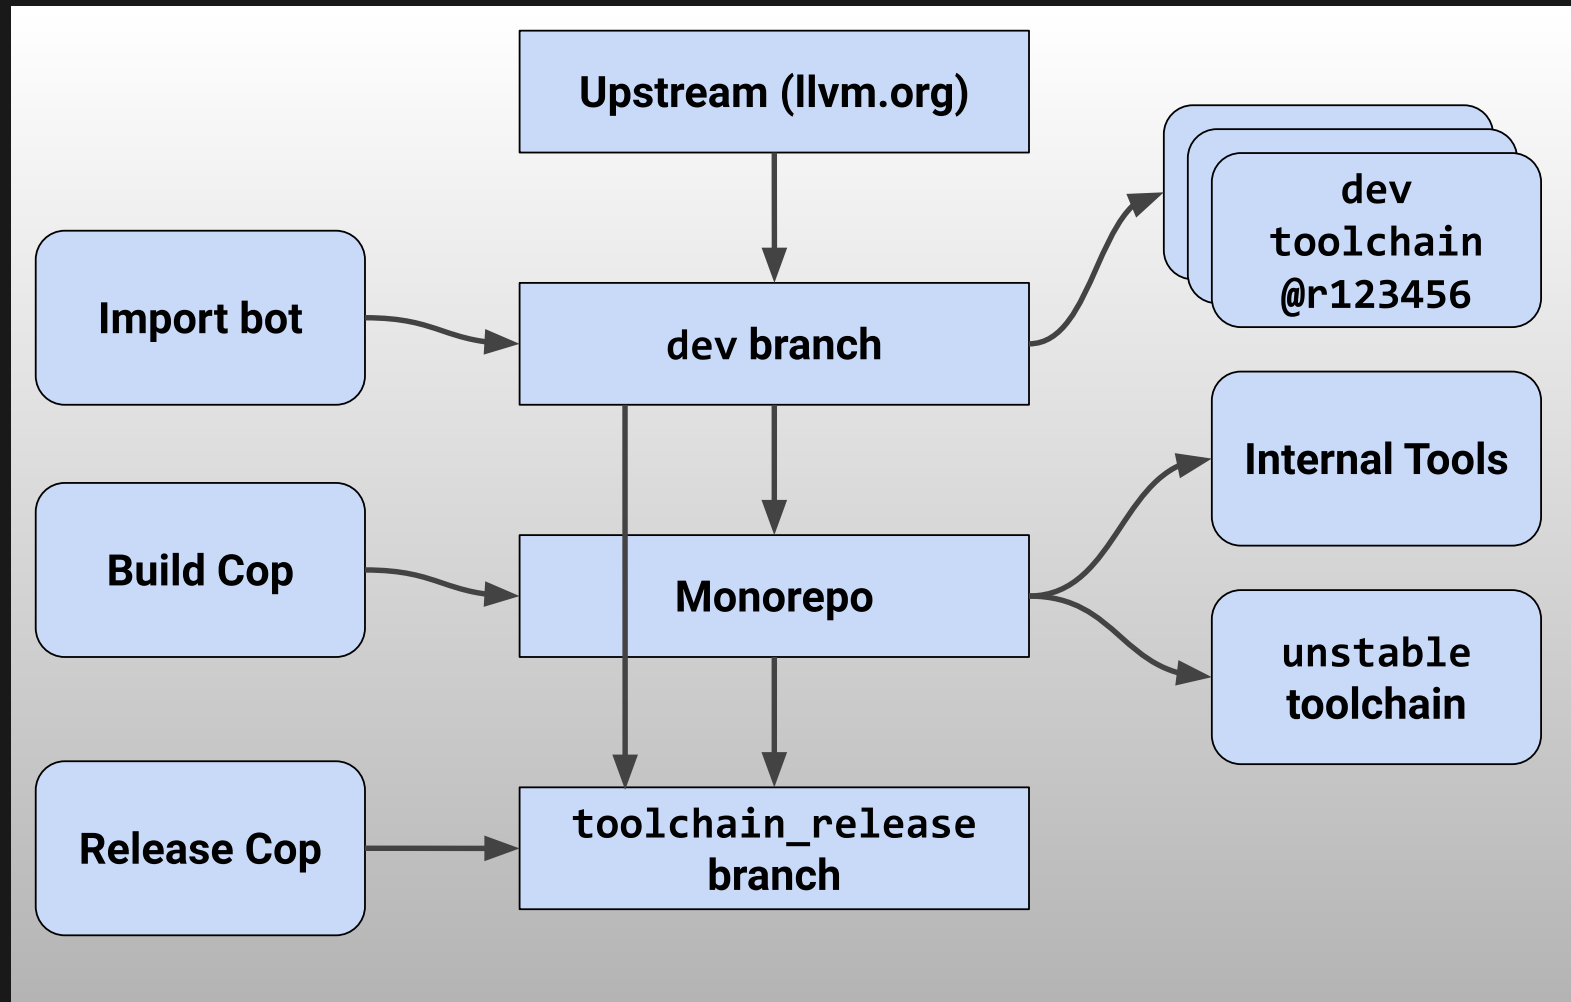 Upstream (llvm.org)
dev
toolchain
@r123456
Import bot
dev branch
Internal Tools
Build Cop
Monorepo
unstable
toolchain
Release Cop
toolchain_release
branch